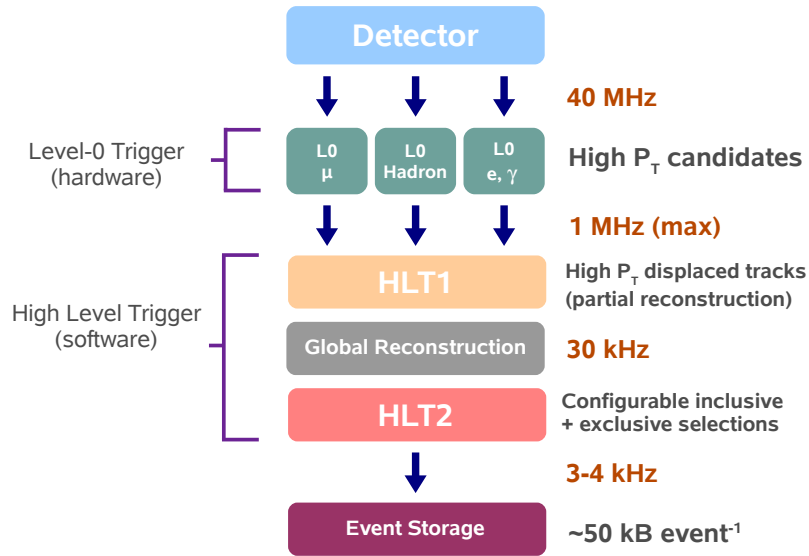 Detector
40 MHz
Level-0 Trigger
(hardware)
L0
μ
L0
Hadron
L0
e, γ
High P_T candidates
1 MHz (max)
High Level Trigger
(software)
HLT1
High P_T displaced tracks
(partial reconstruction)
Global Reconstruction
30 kHz
HLT2
Configurable inclusive
+ exclusive selections
3-4 kHz
Event Storage
~50 kB event⁻¹